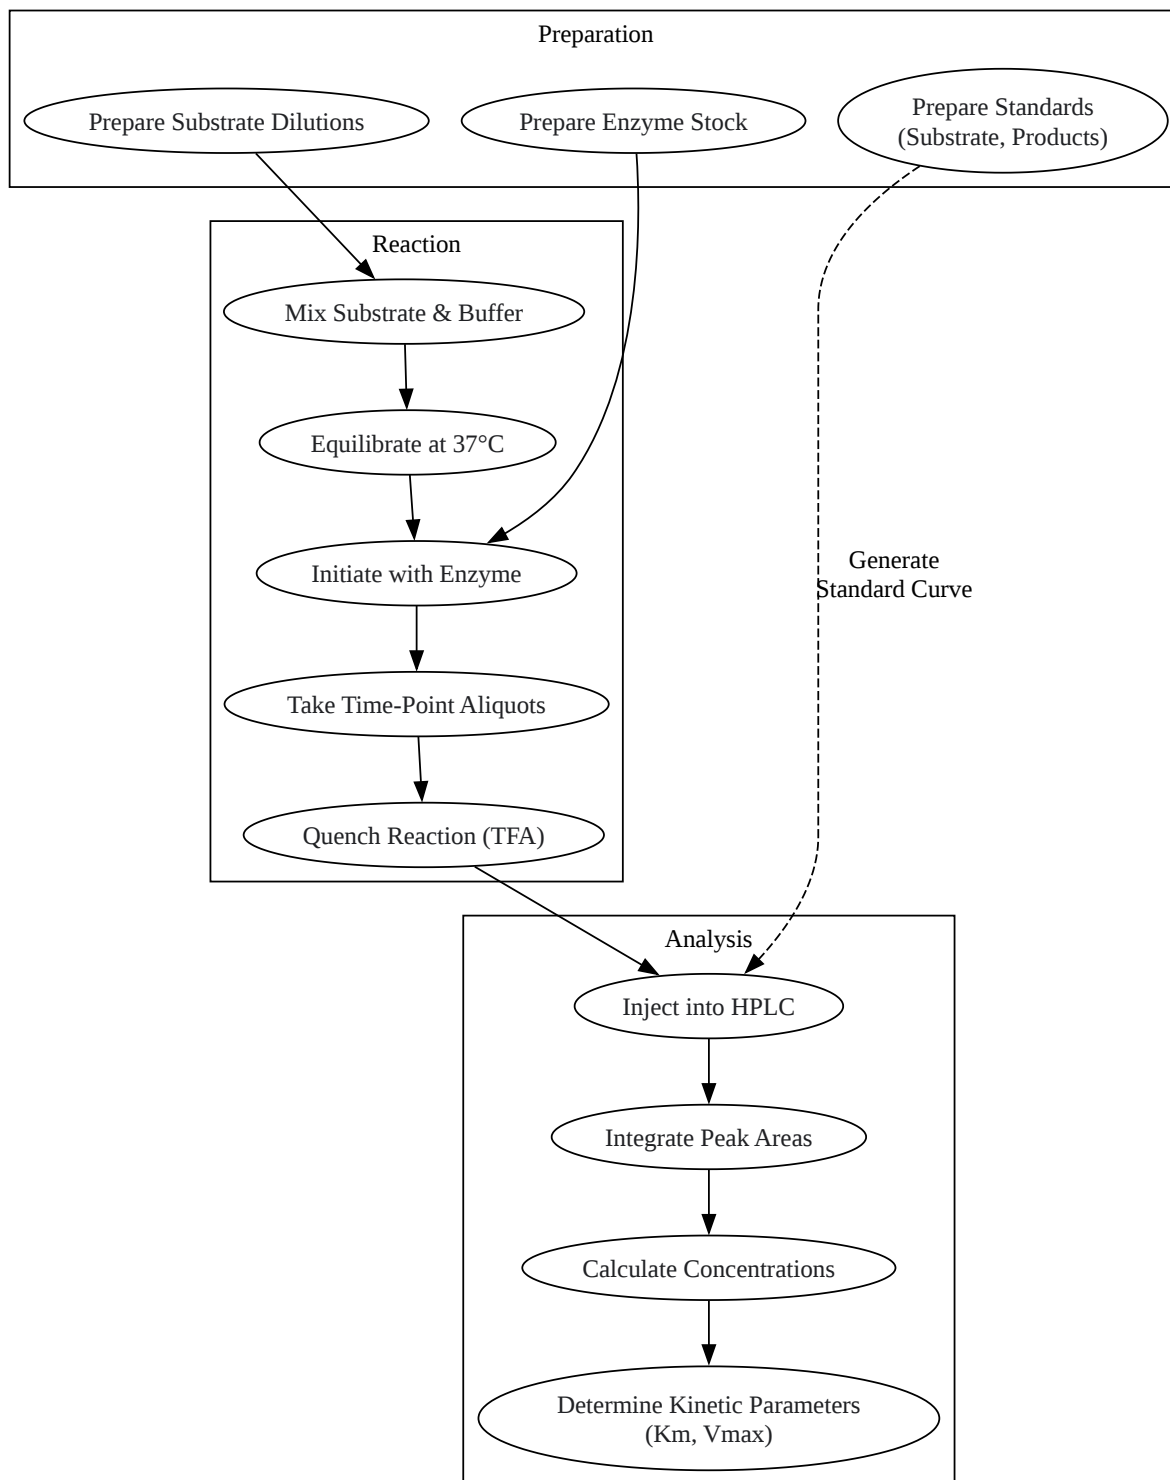 Preparation
Prepare Substrate Dilutions
Prepare Enzyme Stock
Prepare Standards
(Substrate, Products)
Reaction
Mix Substrate & Buffer
Equilibrate at 37°C
Initiate with Enzyme
Generate
Standard Curve
Take Time-Point Aliquots
Quench Reaction (TFA)
Analysis
Inject into HPLC
Integrate Peak Areas
Calculate Concentrations
Determine Kinetic Parameters
(Km, Vmax)